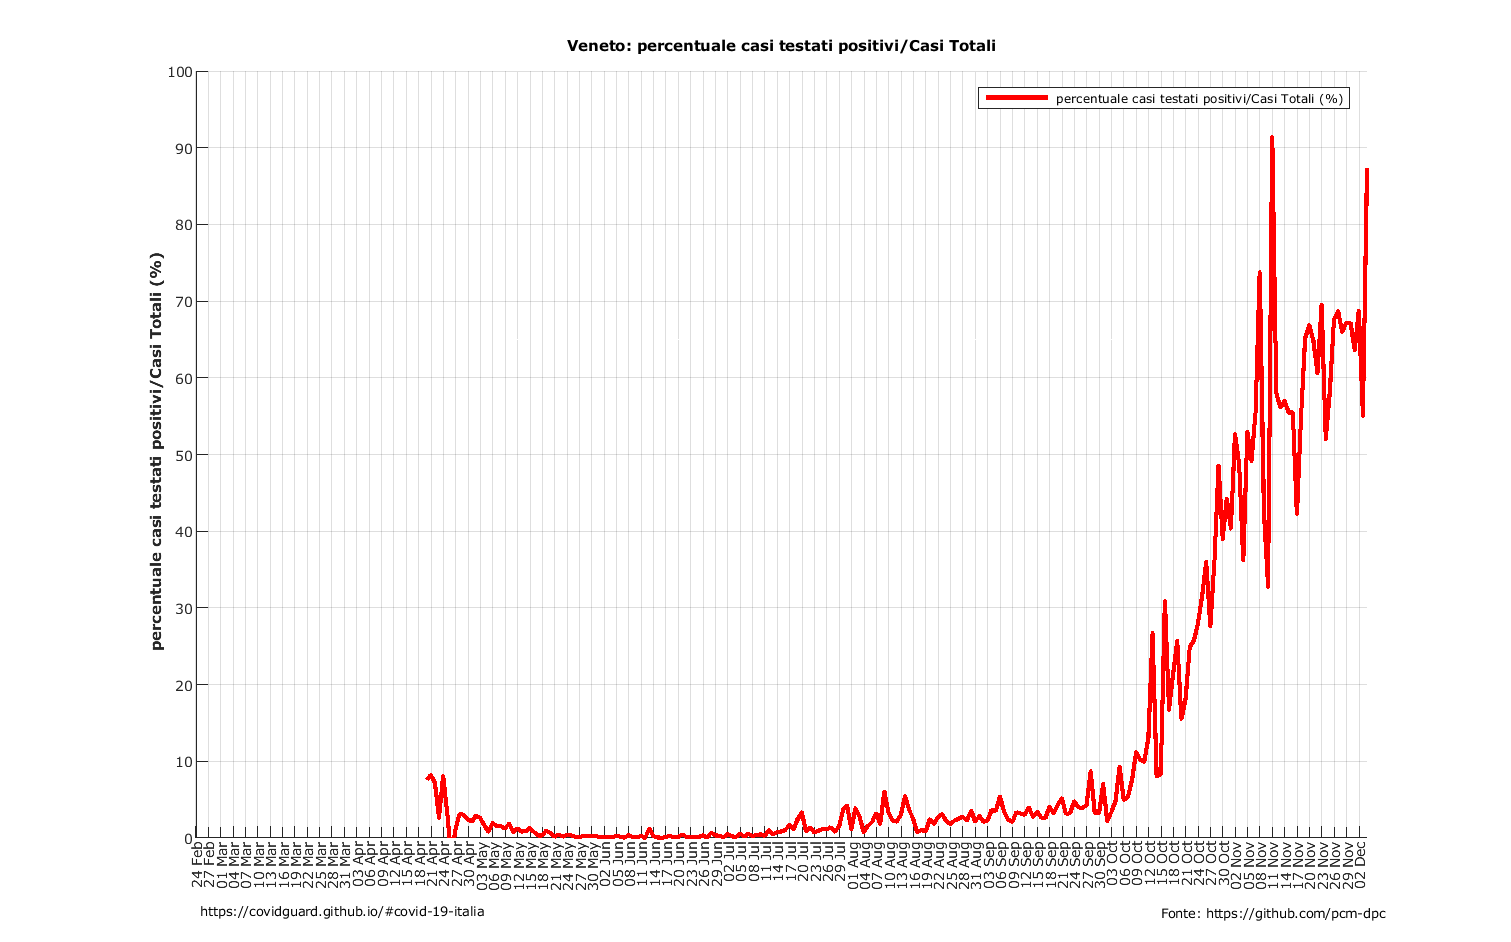 Veneto: percentuale casi testati positivi/Casi Totali
percentuale casi testati positivi/Casi Totali (%)
percentuale casi testati positivi/Casi Totali (%)
100
90
80
70
60
50
40
30
20
10
0
24 Feb
27 Feb
01 Mar
04 Mar
07 Mar
10 Mar
13 Mar
16 Mar
19 Mar
22 Mar
25 Mar
28 Mar
31 Mar
03 Apr
06 Apr
09 Apr
12 Apr
15 Apr
18 Apr
21 Apr
24 Apr
27 Apr
30 Apr
03 May
06 May
09 May
12 May
15 May
18 May
21 May
24 May
27 May
30 May
02 Jun
05 Jun
08 Jun
11 Jun
14 Jun
17 Jun
20 Jun
23 Jun
26 Jun
29 Jun
02 Jul
05 Jul
08 Jul
11 Jul
14 Jul
17 Jul
20 Jul
23 Jul
26 Jul
29 Jul
01 Aug
04 Aug
07 Aug
10 Aug
13 Aug
16 Aug
19 Aug
22 Aug
25 Aug
28 Aug
31 Aug
03 Sep
06 Sep
09 Sep
12 Sep
15 Sep
18 Sep
21 Sep
24 Sep
27 Sep
30 Sep
03 Oct
06 Oct
09 Oct
12 Oct
15 Oct
18 Oct
21 Oct
24 Oct
27 Oct
30 Oct
02 Nov
05 Nov
08 Nov
11 Nov
14 Nov
17 Nov
20 Nov
23 Nov
26 Nov
29 Nov
02 Dec
https://covidguard.github.io/#covid-19-italia
Fonte: https://github.com/pcm-dpc